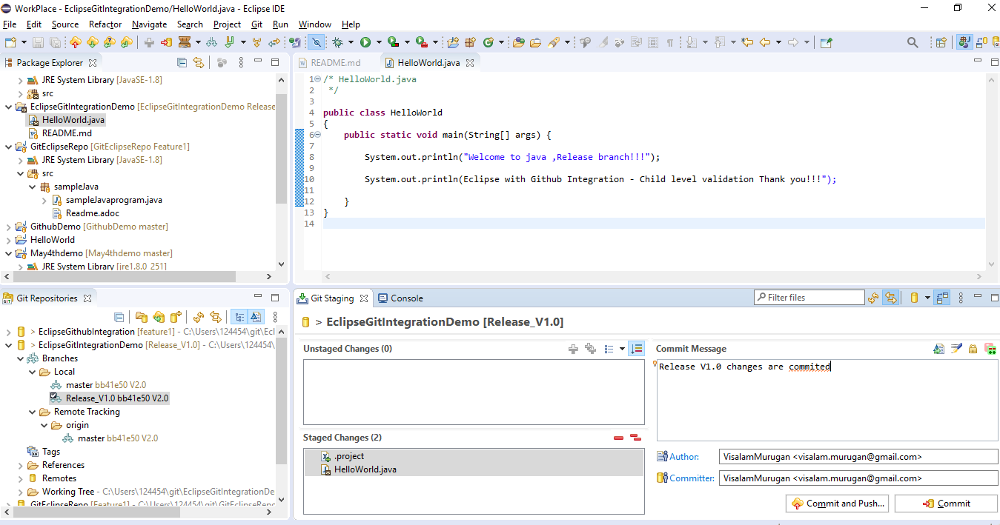 WorkPlace - EclipseGitIntegrationDemo/HelloWorld.java - Eclipse IDE
File Edit Source Refactor Navigate Search Project Git Run Window Help
Package Explorer
JRE System Library [JavaSE-1.8]
src
EclipseGitIntegrationDemo [EclipseGitIntegrationDemo Release
HelloWorld.java
README.md
GitEclipseRepo [GitEclipseRepo Feature1]
JRE System Library [JavaSE-1.8]
src
sampleJava
sampleJavaprogram.java
Readme.adoc
GithubDemo [GithubDemo master]
HelloWorld
May4thdemo [May4thdemo master]
JRE System Library [jre1.8.0_251]
README.md HelloWorld.java
1 /* HelloWorld.java
2 */
3
4 public class HelloWorld
5 {
6 public static void main(String[] args) {
7
8 System.out.println("Welcome to java ,Release branch!!!");
9
10 System.out.println(Eclipse with Github Integration - Child level validation Thank you!!!");
11
12 }
13 }
14
Git Repositories
> EclipseGithubIntegration [feature1] - C:\Users\124454\git\Ecl
> EclipseGitIntegrationDemo [Release_V1.0] - C:\Users\124454\
Branches
Local
master bb41e50 V2.0
Release_V1.0 bb41e50 V2.0
Remote Tracking
origin
master bb41e50 V2.0
Tags
References
Remotes
Working Tree - C:\Users\124454\git\EclipseGitIntegrationDe
> GitEclipseRepo [Feature1] - C:\Users\124454\git\GitEclipseRepo
Git Staging Console
Filter files
> EclipseGitIntegrationDemo [Release_V1.0]
Unstaged Changes (0)
Staged Changes (2)
.project
HelloWorld.java
Commit Message
Release V1.0 changes are commited
Author: VisalamMurugan <visalam.murugan@gmail.com>
Committer: VisalamMurugan <visalam.murugan@gmail.com>
Commit and Push... Commit